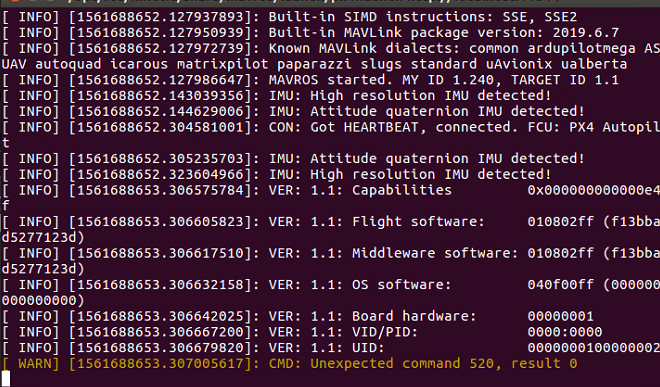 [ INFO] [1561688652.127937893]: Built-in SIMD instructions: SSE, SSE2
[ INFO] [1561688652.127950939]: Built-in MAVLink package version: 2019.6.7
[ INFO] [1561688652.127972739]: Known MAVLink dialects: common ardupilotmega AS
UAV autoquad icarous matrixpilot paparazzi slugs standard uAvionix ualberta
[ INFO] [1561688652.127986647]: MAVROS started. MY ID 1.240, TARGET ID 1.1
[ INFO] [1561688652.143039356]: IMU: High resolution IMU detected!
[ INFO] [1561688652.144629006]: IMU: Attitude quaternion IMU detected!
[ INFO] [1561688652.304581001]: CON: Got HEARTBEAT, connected. FCU: PX4 Autopil
t
[ INFO] [1561688652.305235703]: IMU: Attitude quaternion IMU detected!
[ INFO] [1561688652.323604966]: IMU: High resolution IMU detected!
[ INFO] [1561688653.306575784]: VER: 1.1: Capabilities 0x000000000000e4
f
[ INFO] [1561688653.306605823]: VER: 1.1: Flight software: 010802ff (f13bba
d5277123d)
[ INFO] [1561688653.306617510]: VER: 1.1: Middleware software: 010802ff (f13bba
d5277123d)
[ INFO] [1561688653.306632158]: VER: 1.1: OS software: 040f00ff (000000
000000000)
[ INFO] [1561688653.306642025]: VER: 1.1: Board hardware: 00000001
[ INFO] [1561688653.306667200]: VER: 1.1: VID/PID: 0000:0000
[ INFO] [1561688653.306679820]: VER: 1.1: UID: 0000000100000002
[ WARN] [1561688653.307005617]: CMD: Unexpected command 520, result 0